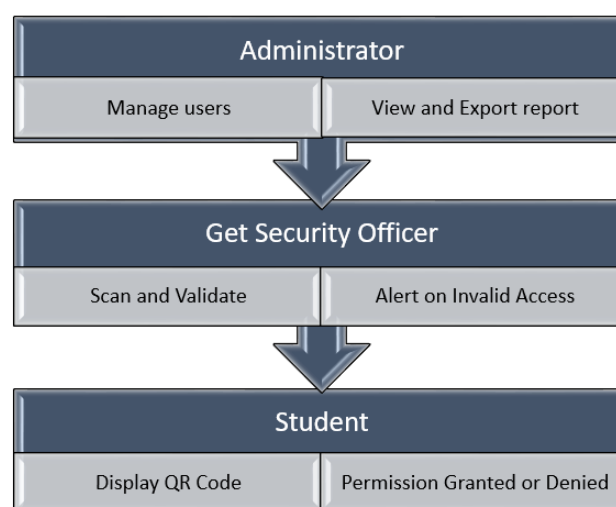 Administrator
Manage users
View and Export report
Get Security Officer
Scan and Validate
Alert on Invalid Access
Student
Display QR Code
Permission Granted or Denied